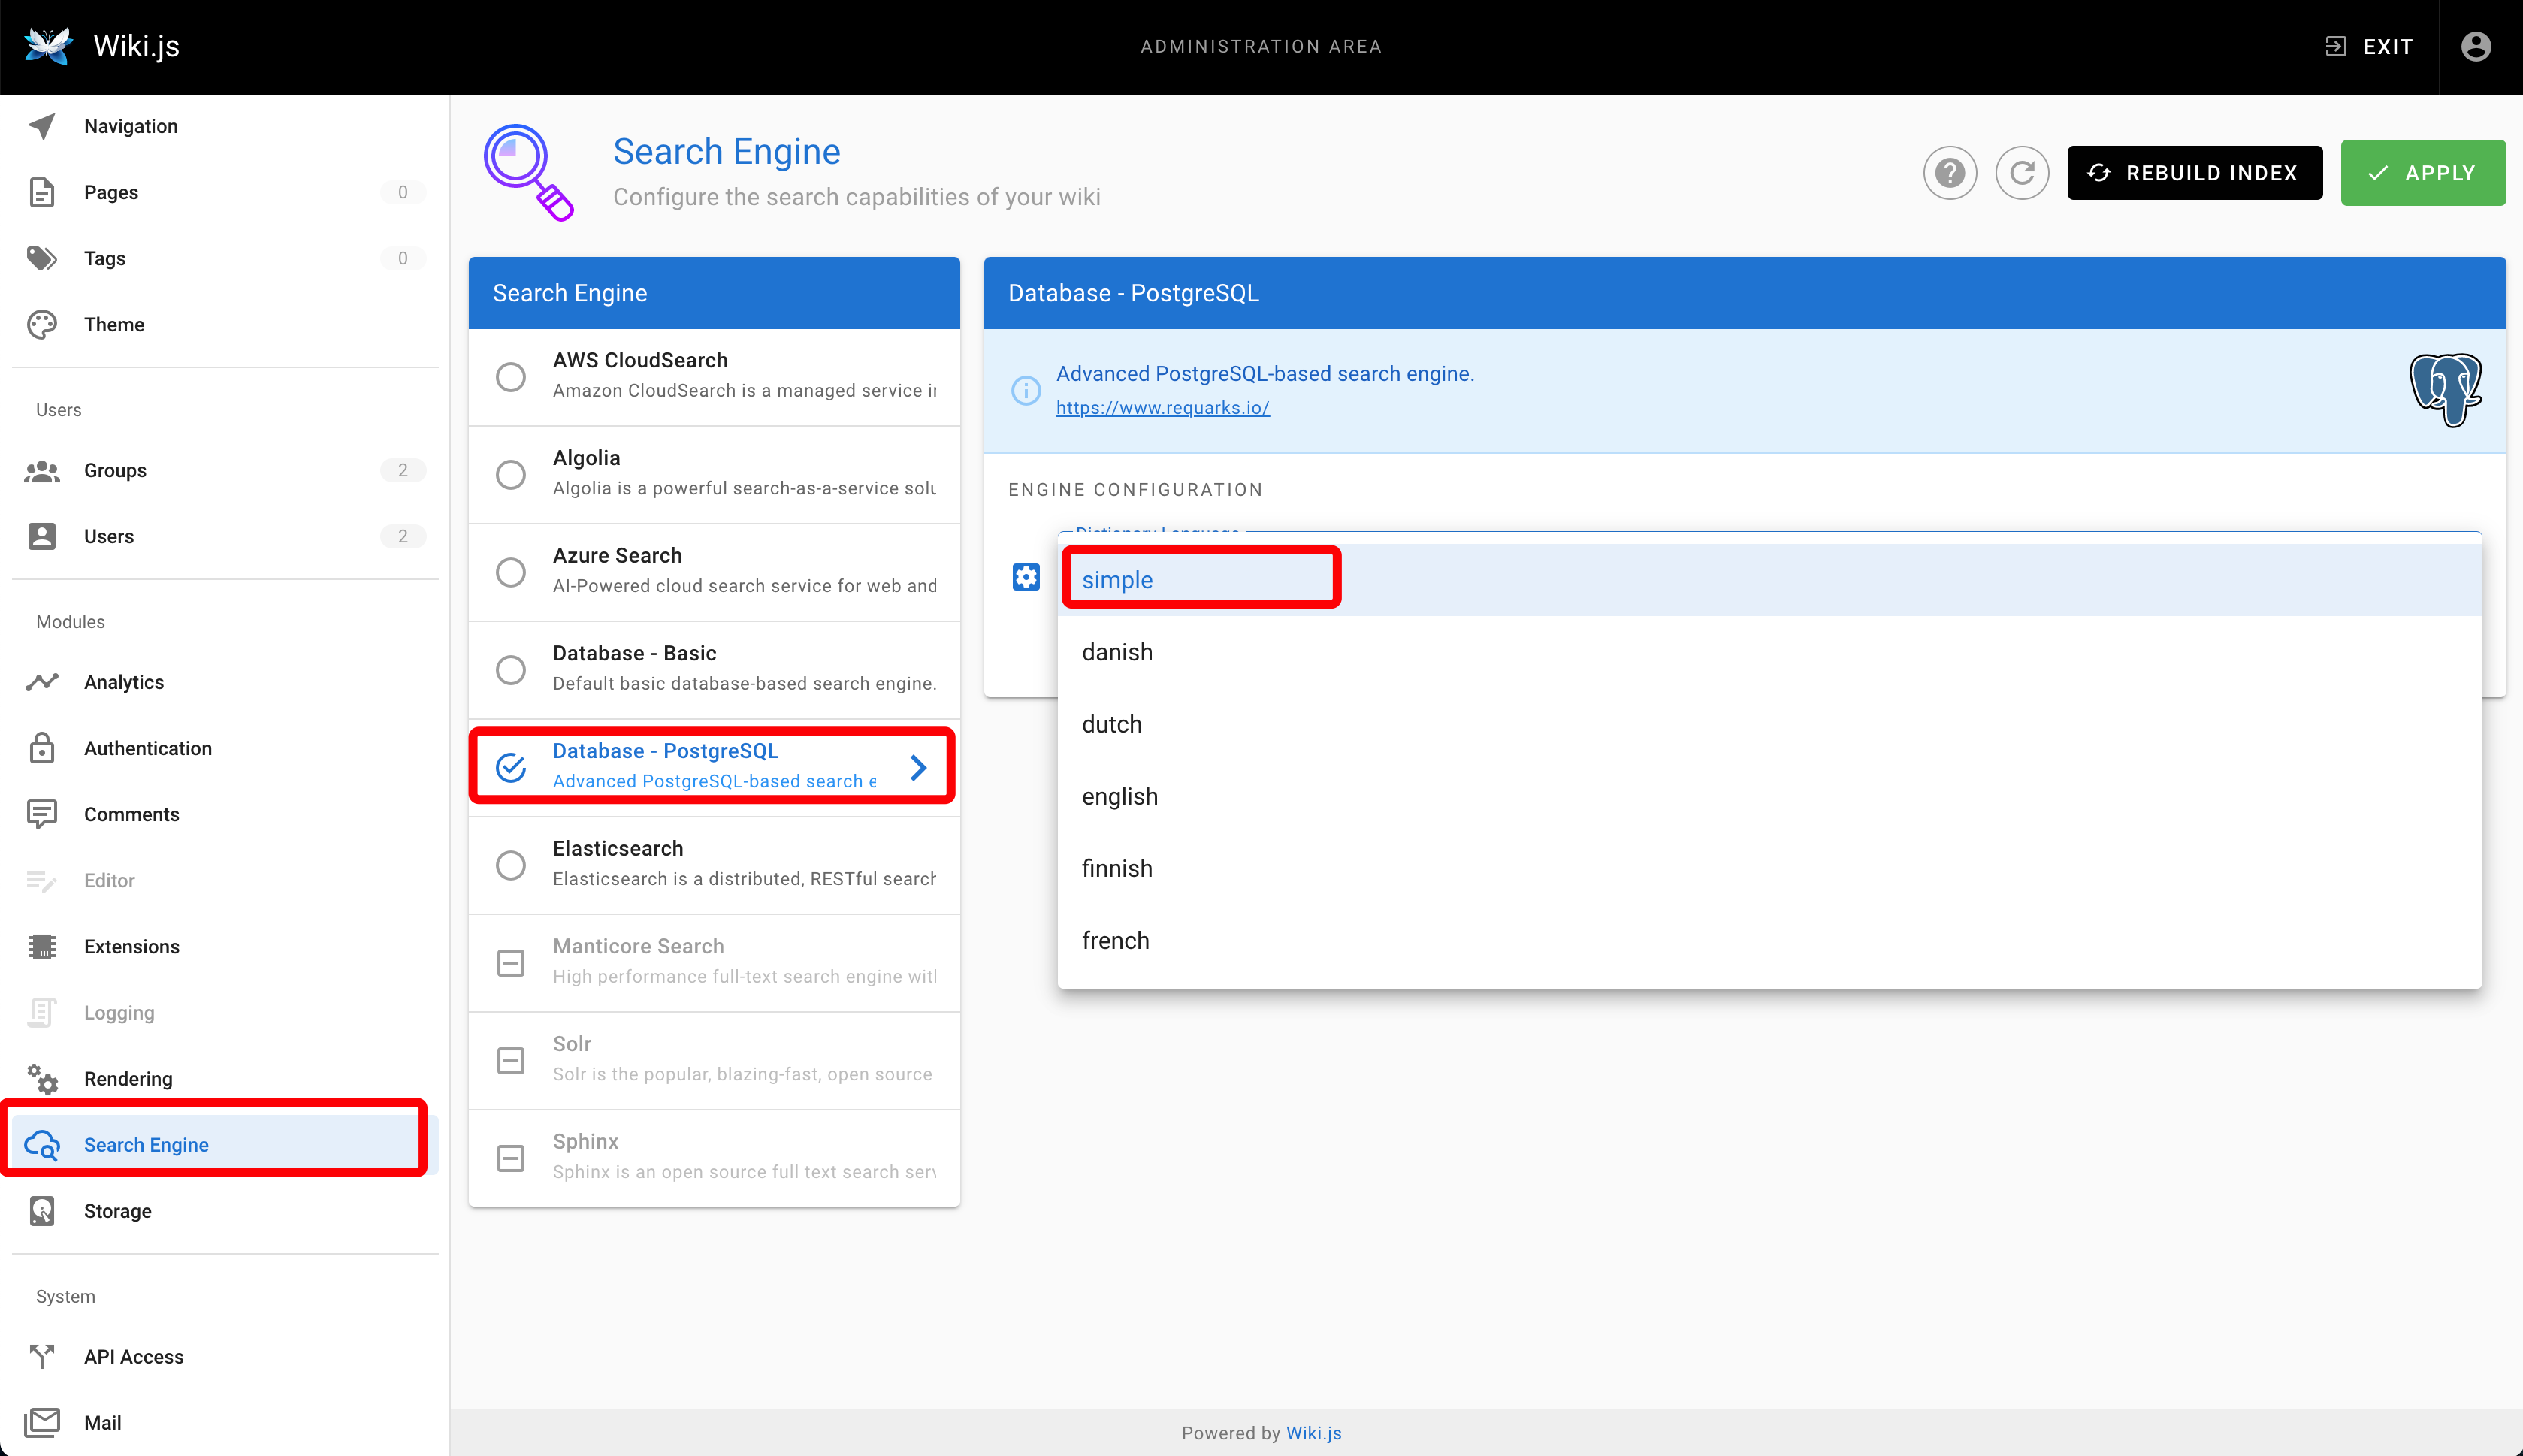 Wiki.js
ADMINISTRATION AREA
EXIT
Navigation
Pages 0
Tags 0
Theme
Users
Groups 2
Users 2
Modules
Analytics
Authentication
Comments
Editor
Extensions
Logging
Rendering
Search Engine
Storage
System
API Access
Mail
Search Engine
Configure the search capabilities of your wiki
REBUILD INDEX
APPLY
Search Engine
AWS CloudSearch
Amazon CloudSearch is a managed service
Algolia
Algolia is a powerful search-as-a-service
Azure Search
AI-Powered cloud search service for web and
Database - Basic
Default basic database-based search engine.
Database - PostgreSQL
Advanced PostgreSQL-based search
Elasticsearch
Elasticsearch is a distributed, RESTful search
Manticore Search
High performance full-text search engine
Solr
Solr is the popular, blazing-fast, open source
Sphinx
Sphinx is an open source full text search
Database - PostgreSQL
Advanced PostgreSQL-based search engine.
https://www.requarks.io/
ENGINE CONFIGURATION
Dictionary Language
simple
danish
dutch
english
finnish
french
Powered by Wiki.js